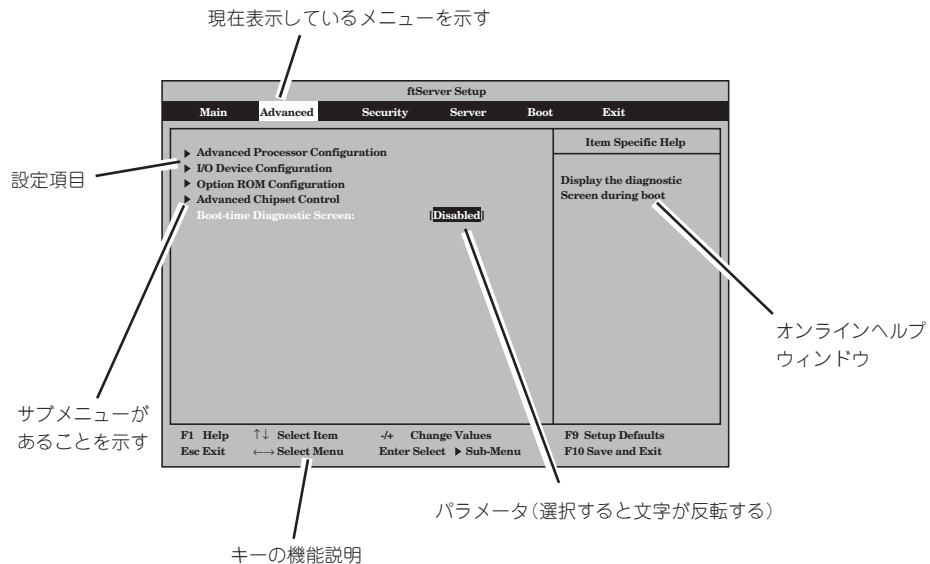 現在表示しているメニューを示す
ftServer Setup
Main Advanced Security Server Boot Exit
Item Specific Help
▶ Advanced Processor Configuration
▶ I/O Device Configuration
▶ Option ROM Configuration
▶ Advanced Chipset Control
Boot-time Diagnostic Screen: [Disabled]
Display the diagnostic
Screen during boot
設定項目
オンラインヘルプ
ウィンドウ
サブメニューが
あることを示す
F1 Help ↑↓ Select Item -/+ Change Values F9 Setup Defaults
Esc Exit ←→ Select Menu Enter Select ▶ Sub-Menu F10 Save and Exit
パラメータ(選択すると文字が反転する)
キーの機能説明